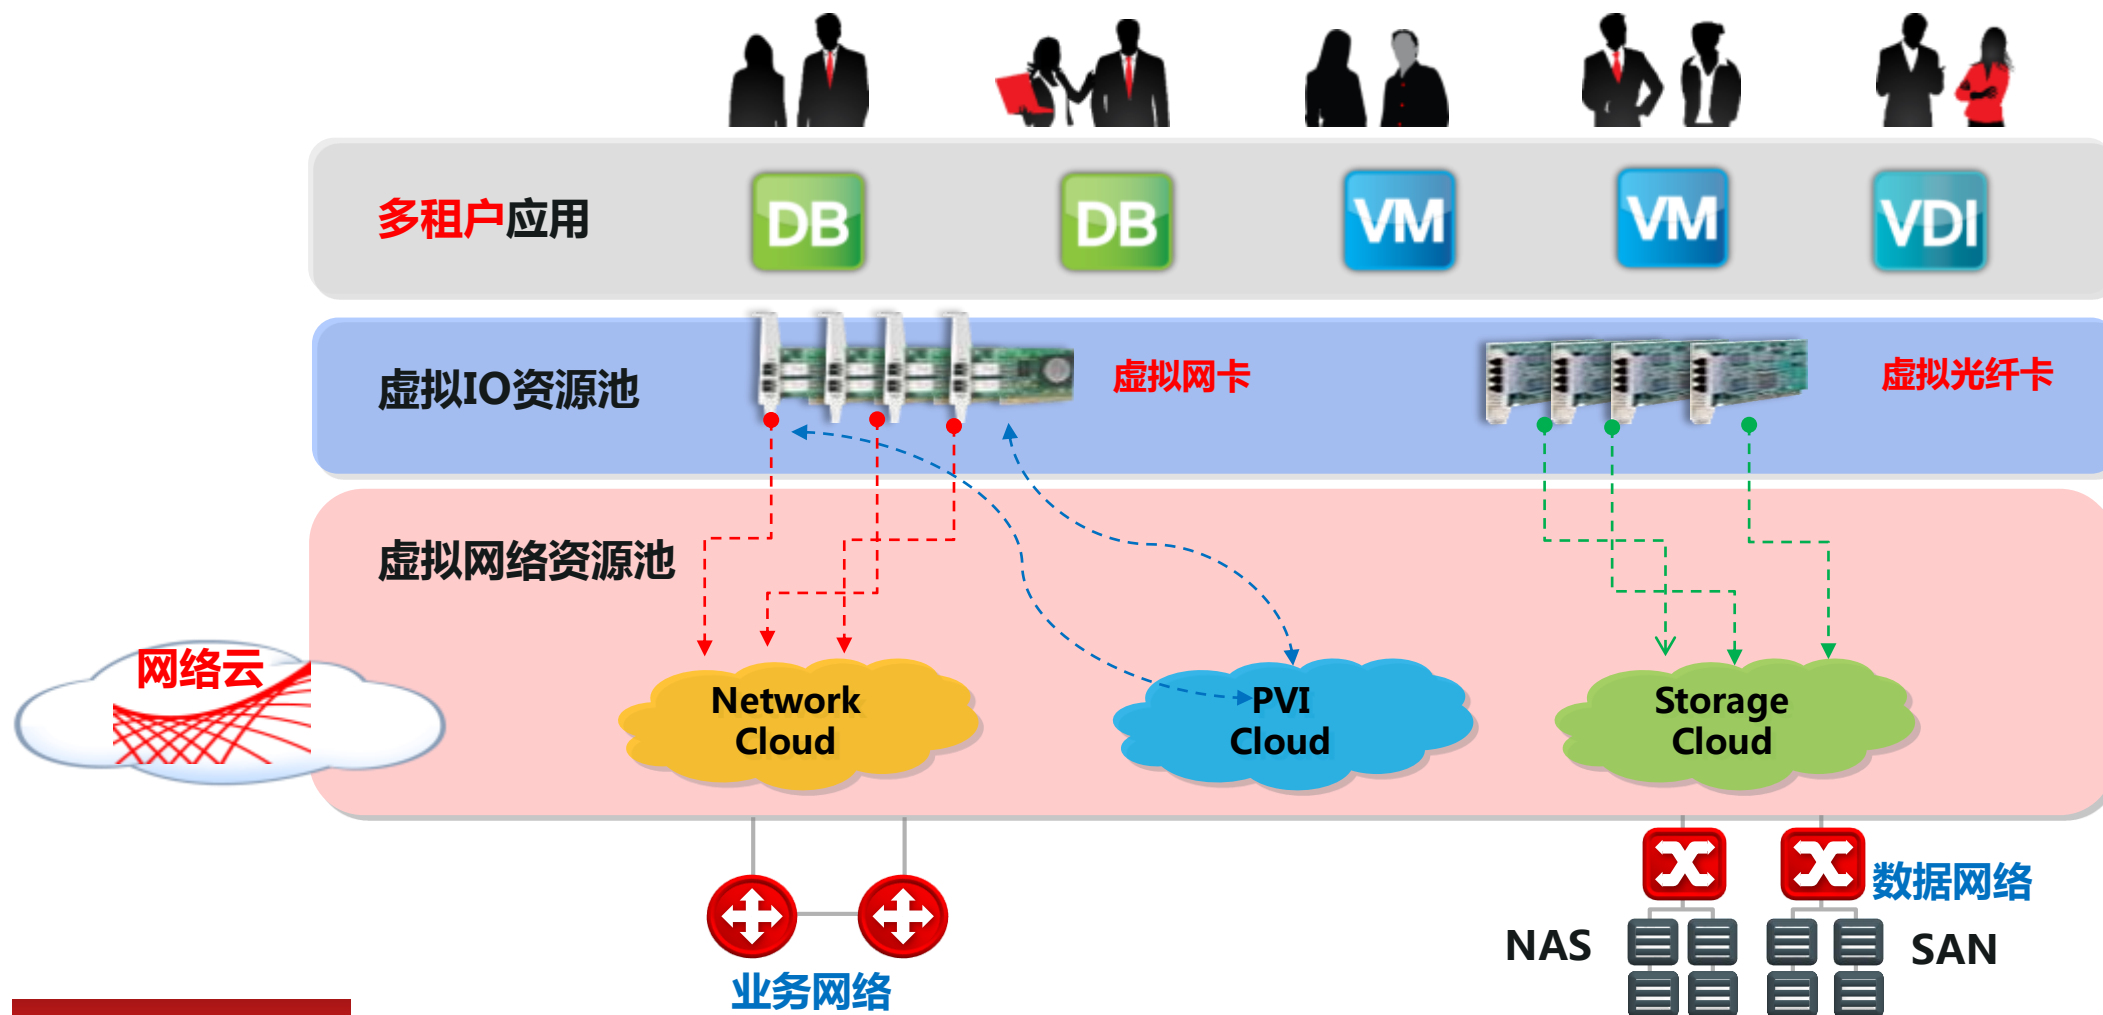 多租户应用
DB
DB
VM
VM
VDI
虚拟IO资源池
虚拟网卡
虚拟光纤卡
虚拟网络资源池
网络云
Network
Cloud
PVI
Cloud
Storage
Cloud
数据网络
NAS
SAN
业务网络